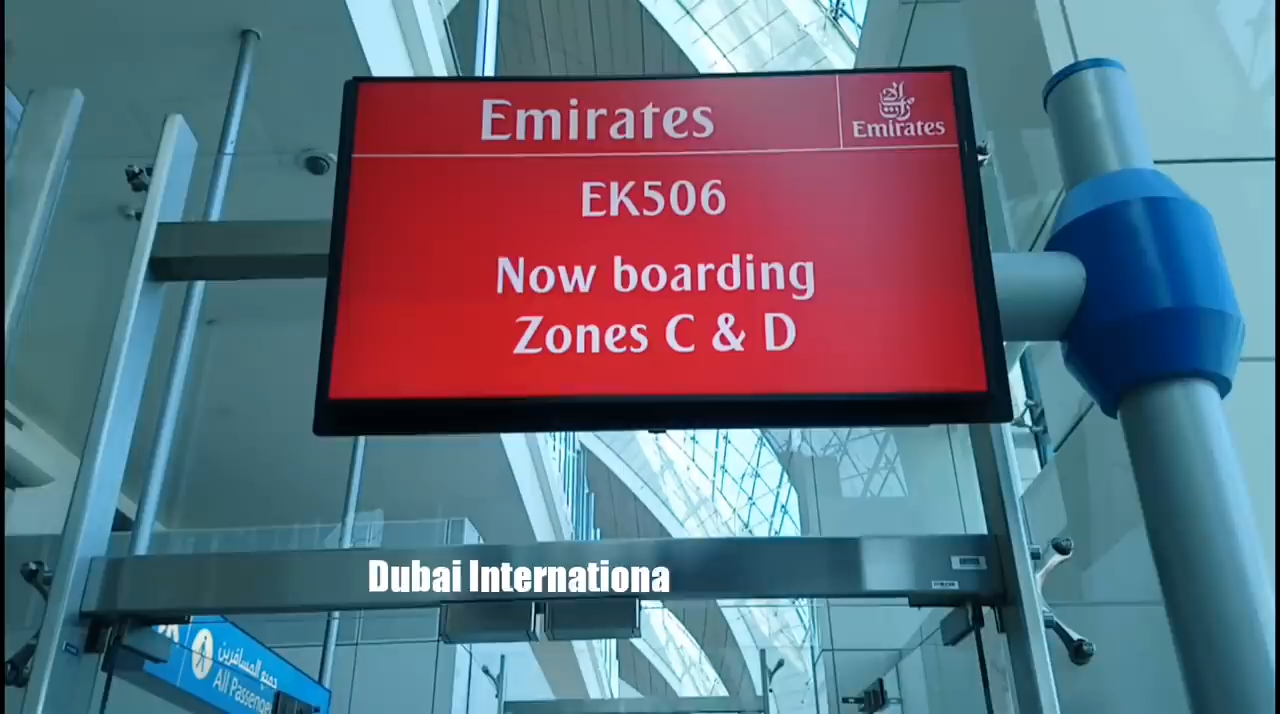 Emirates
Emirates
EK506
Now boarding
Zones C & D
Dubai Internationa
جميع المسافرين
All Passenge